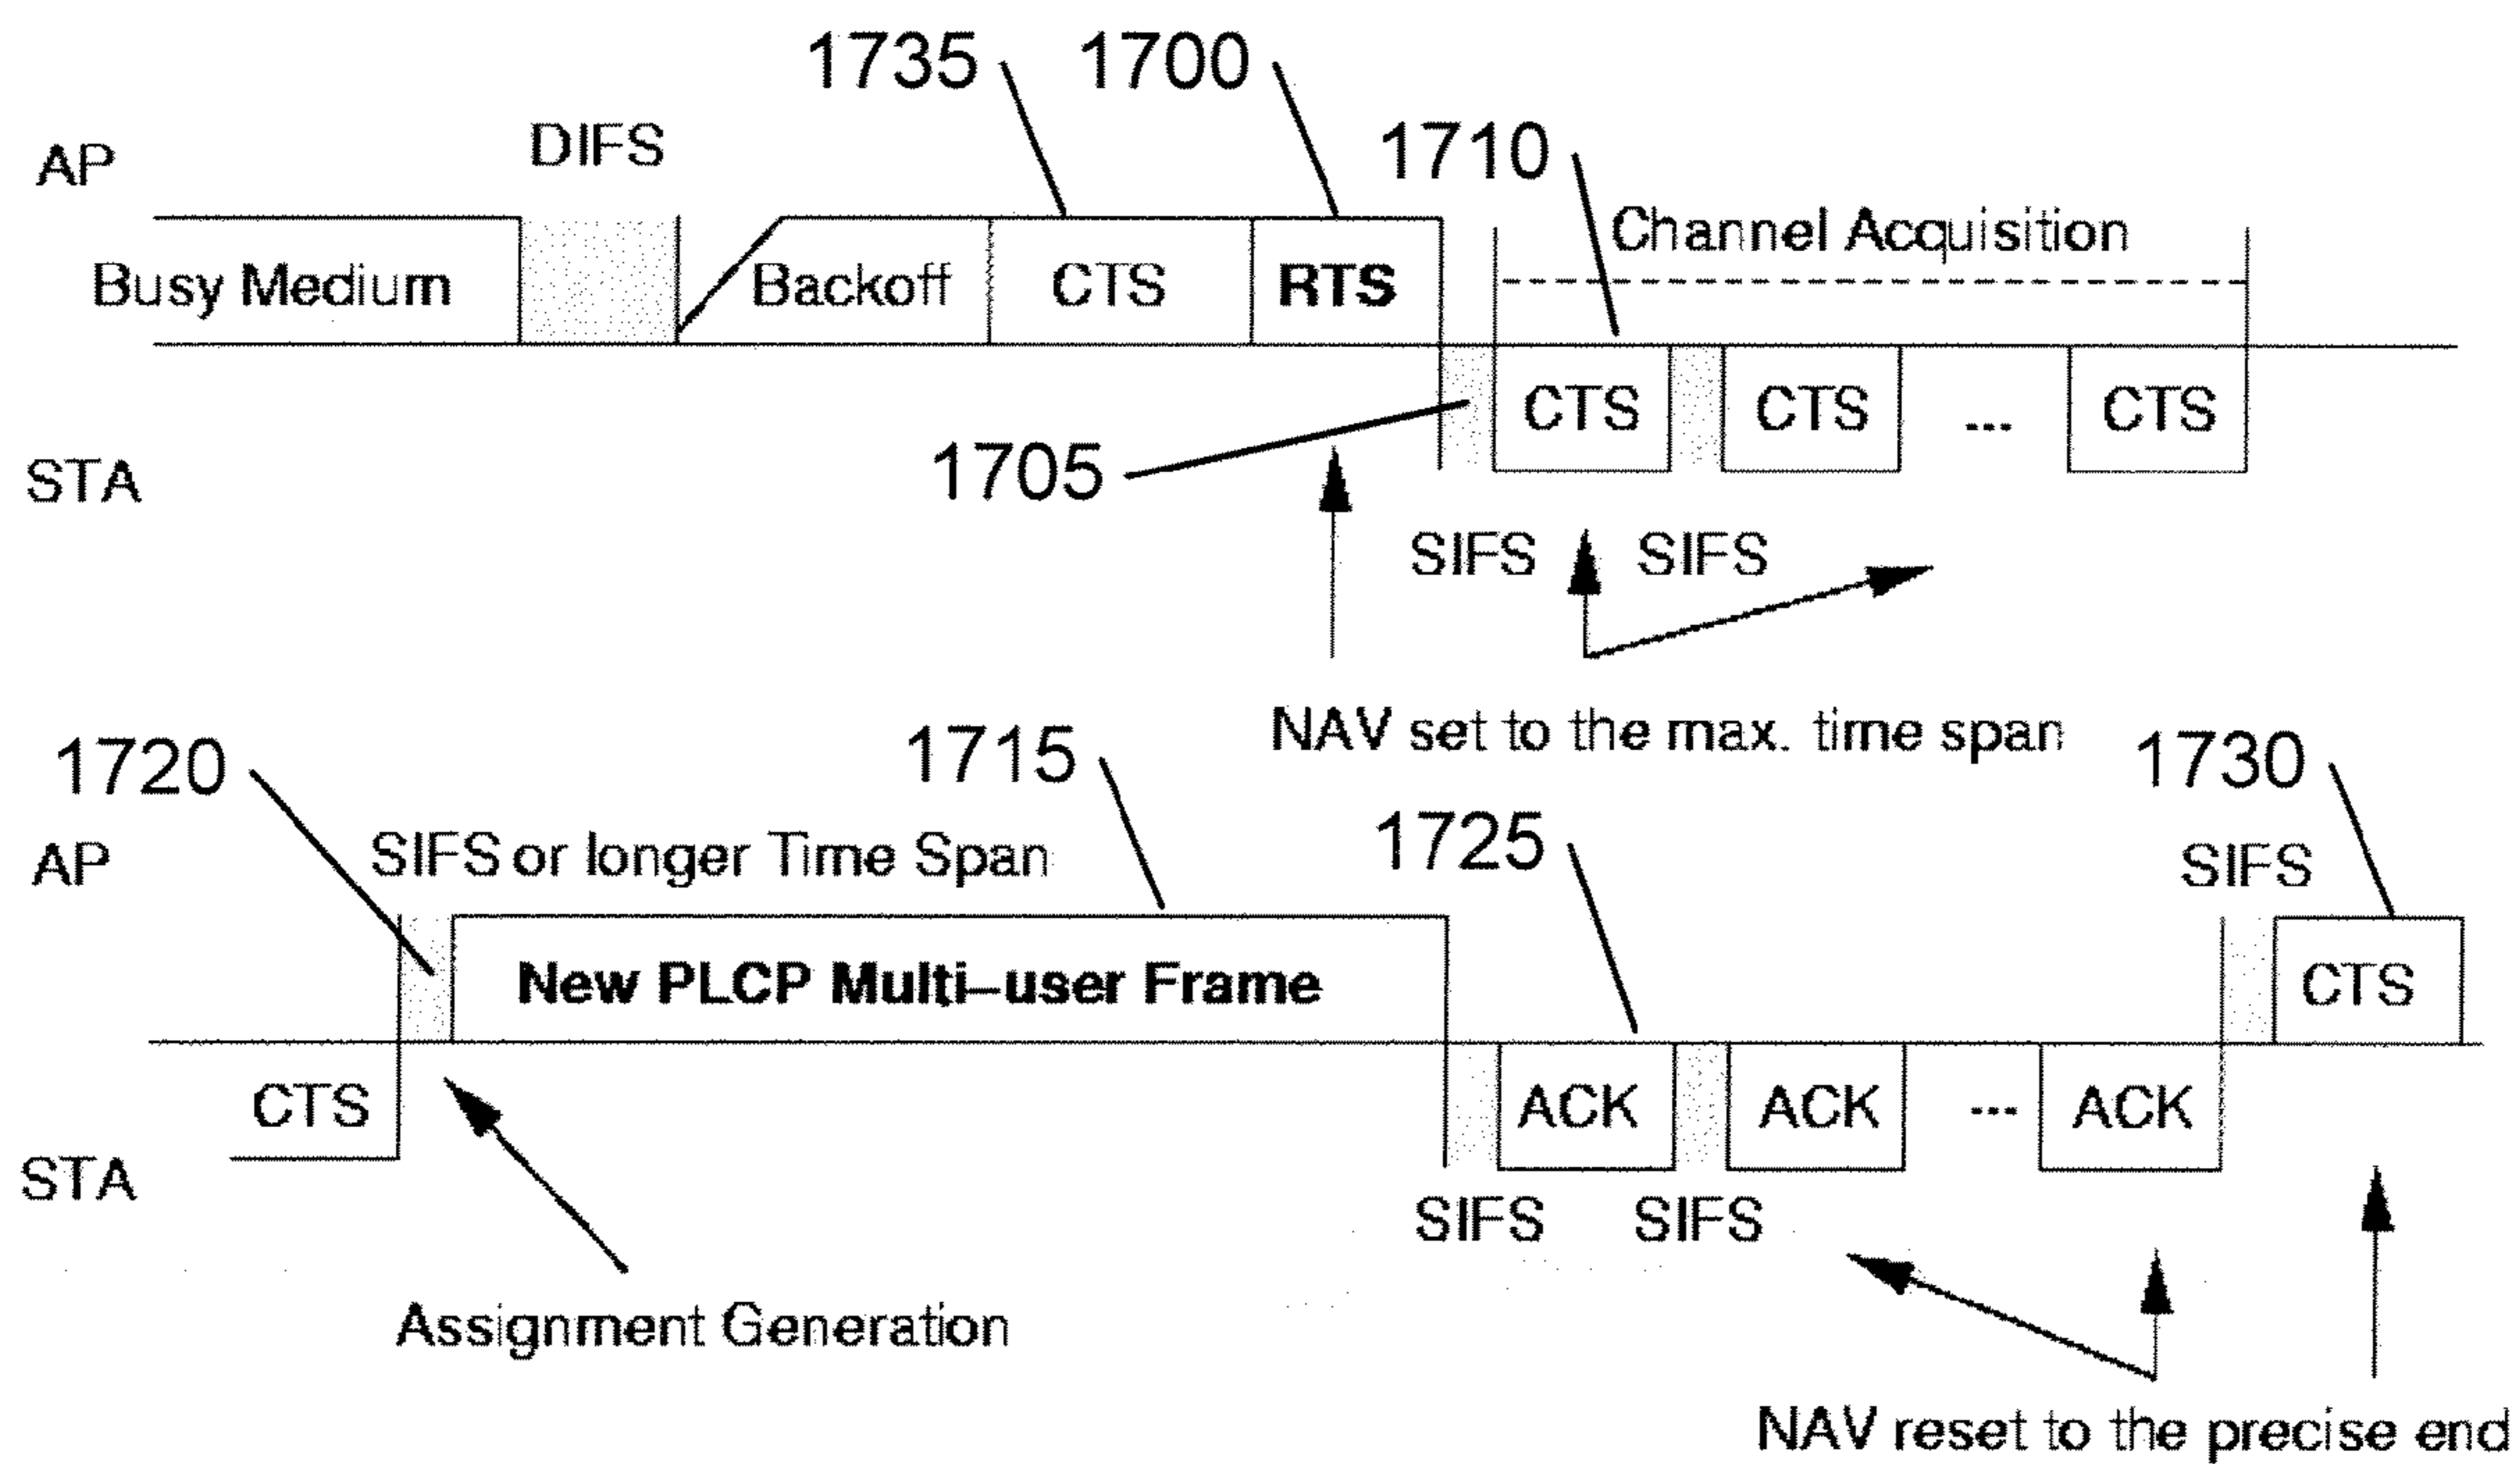 1735 1700
DIFS
1710
AP
Channel Acquisition
Busy Medium Backoff CTS RTS
CTS CTS ... CTS
1705
STA
SIFS SIFS
NAV set to the max. time span
1720 1715 1730
1725
AP SIFS or longer Time Span SIFS
New PLCP Multi-user Frame CTS
CTS ACK ACK ... ACK
STA
SIFS SIFS
Assignment Generation
NAV reset to the precise end